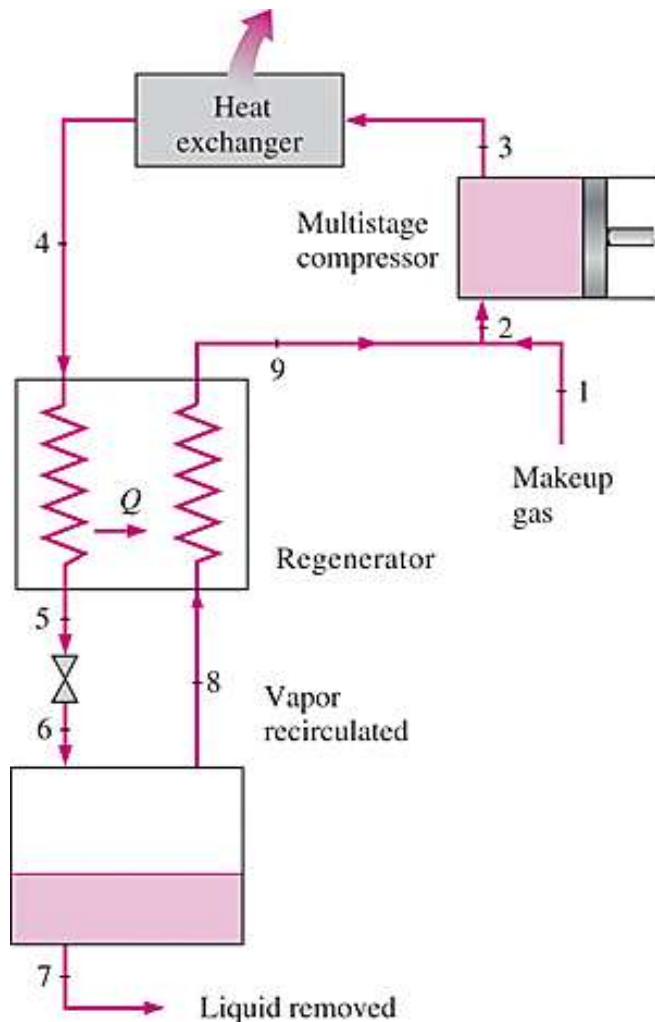 Heat
exchanger
3
4
Multistage
compressor
2
9
1
Makeup
gas
Q
Regenerator
5
8
Vapor
recirculated
6
7
Liquid removed